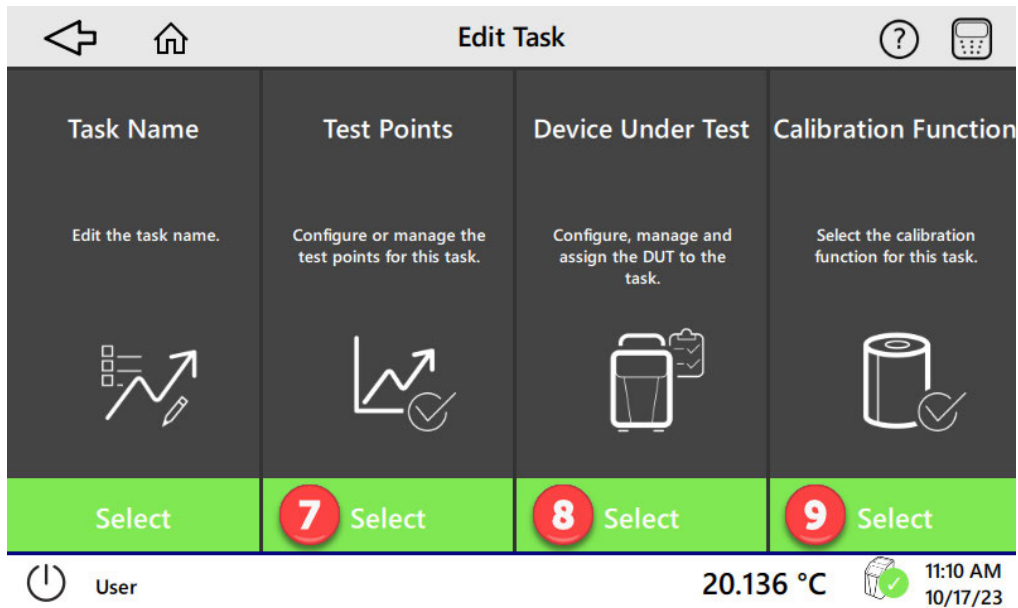 Edit Task
?
Task Name
Edit the task name.
Select
Test Points
Configure or manage the
test points for this task.
7 Select
Device Under Test
Configure, manage and
assign the DUT to the
task.
8 Select
Calibration Function
Select the calibration
function for this task.
9 Select
User
20.136 °C
11:10 AM
10/17/23